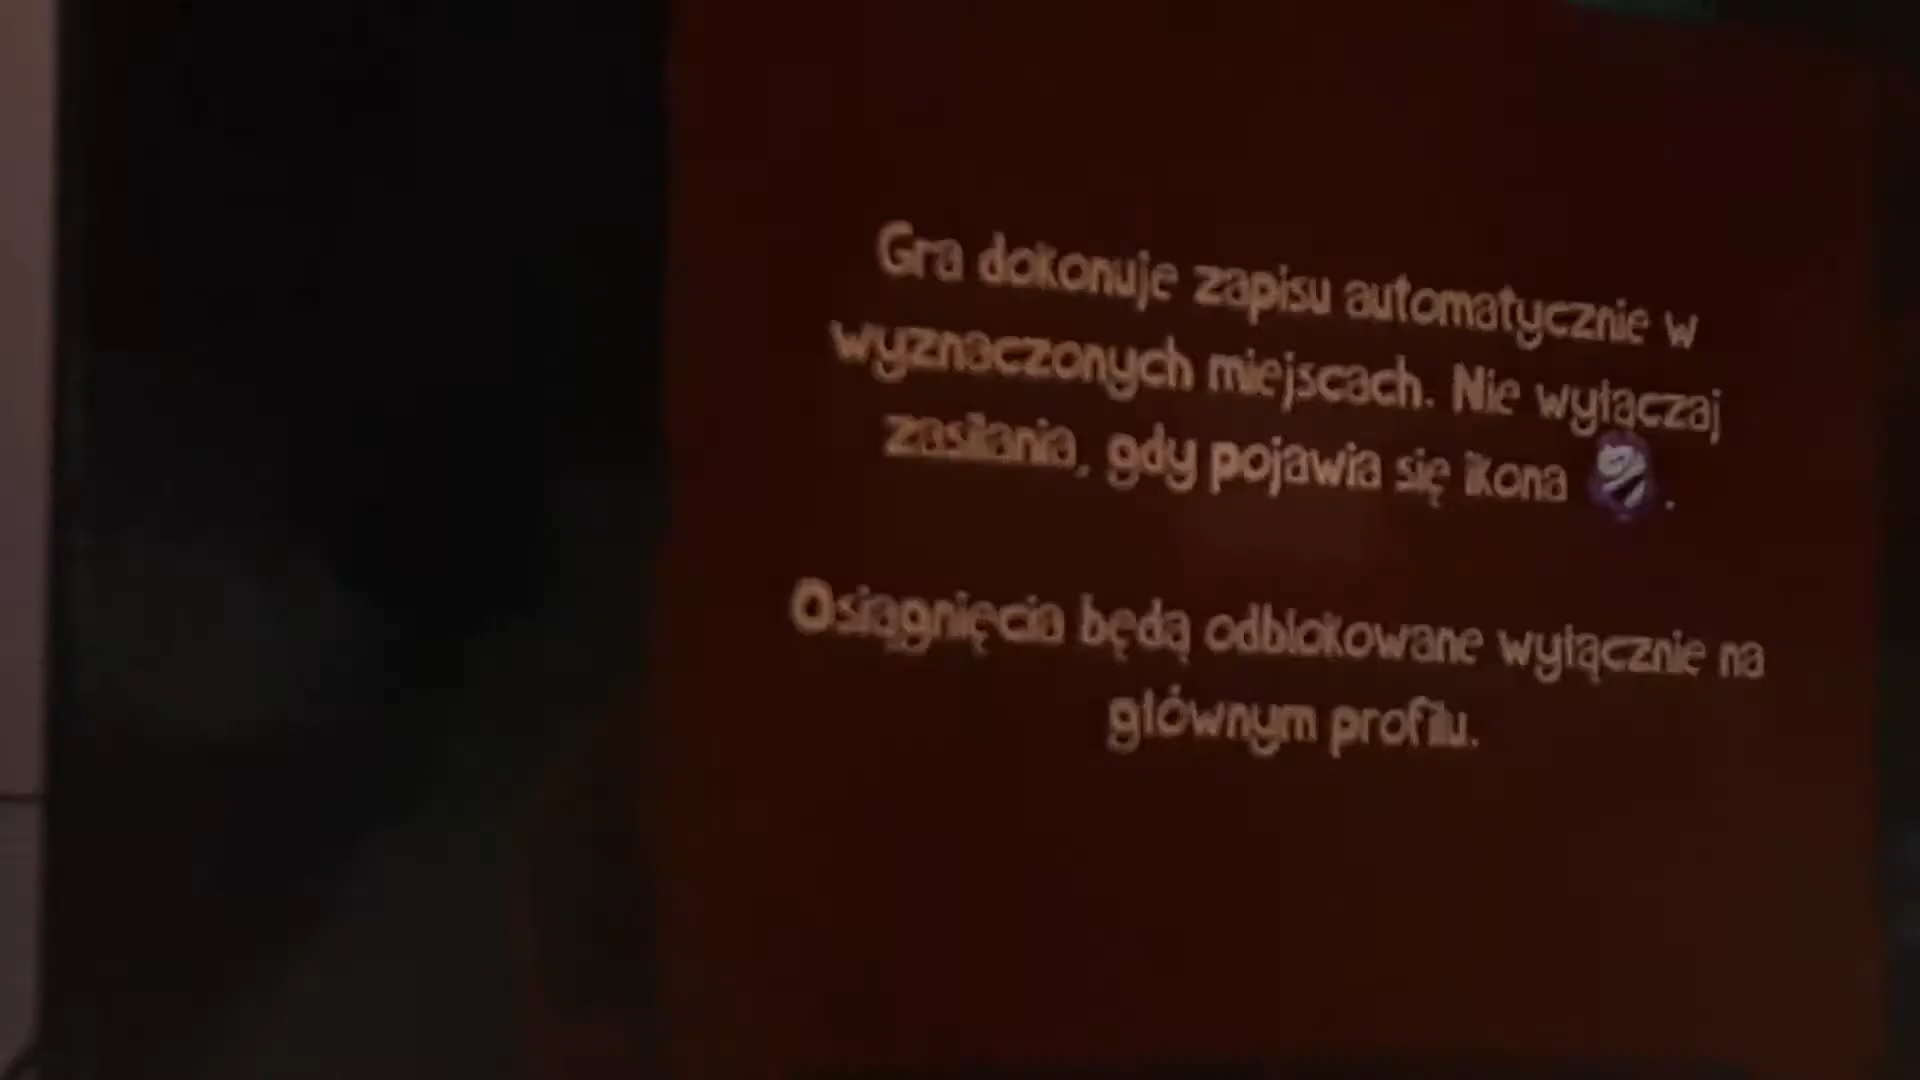 Gra dokonuje zapisu automatycznie w
wyznaczonych miejscach. Nie wyłączaj
zasilania, gdy pojawia się ikona .
Osiągnięcia będą odblokowane wyłącznie na
głównym profilu.